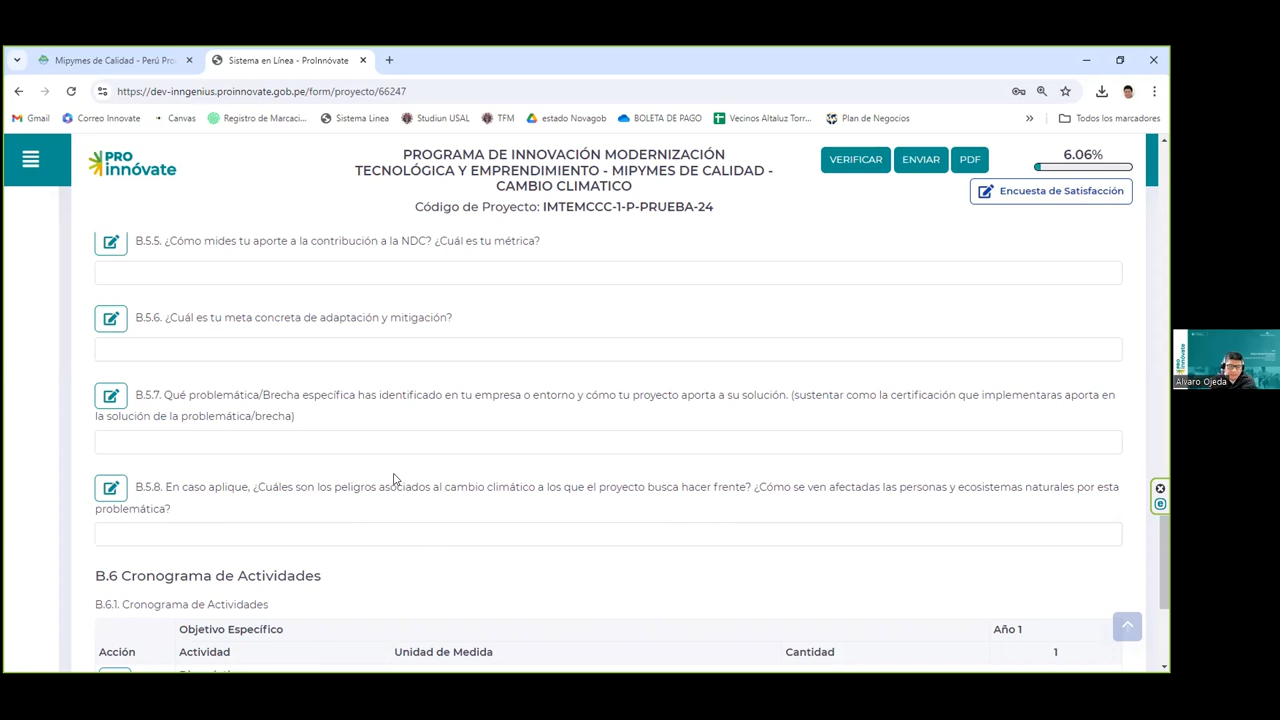 Mipymes de Calidad - Perú Pro
Sistema en Línea - ProInnóvate
https://dev-inngenius.proinnovate.gob.pe/form/proyecto/66247
Gmail
Correo Innovate
Canvas
Registro de Marcaci...
Sistema Linea
Studiun USAL
TFM
estado Novagob
BOLETA DE PAGO
Vecinos Altaluz Torr...
Plan de Negocios
»
Todos los marcadores
PRO
innóvate
PROGRAMA DE INNOVACIÓN MODERNIZACIÓN
TECNOLÓGICA Y EMPRENDIMIENTO - MIPYMES DE CALIDAD -
CAMBIO CLIMATICO
Código de Proyecto: IMTEMCCC-1-P-PRUEBA-24
VERIFICAR
ENVIAR
PDF
6.06%
Encuesta de Satisfacción
B.5.5. ¿Cómo mides tu aporte a la contribución a la NDC? ¿Cuál es tu métrica?
B.5.6. ¿Cuál es tu meta concreta de adaptación y mitigación?
B.5.7. Qué problemática/Brecha específica has identificado en tu empresa o entorno y cómo tu proyecto aporta a su solución. (sustentar como la certificación que implementaras aporta en
la solución de la problemática/brecha)
B.5.8. En caso aplique, ¿Cuáles son los peligros asociados al cambio climático a los que el proyecto busca hacer frente? ¿Cómo se ven afectadas las personas y ecosistemas naturales por esta
problemática?
B.6 Cronograma de Actividades
B.6.1. Cronograma de Actividades
Objetivo Específico
Año 1
Acción
Actividad
Unidad de Medida
Cantidad
1
Alvaro Ojeda